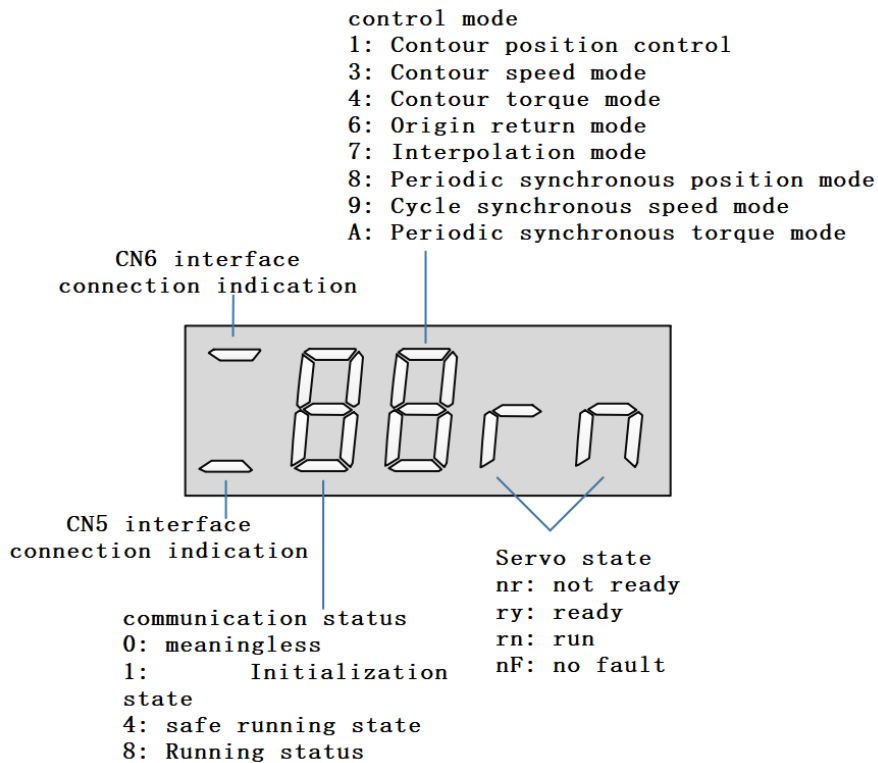 control mode
1: Contour position control
3: Contour speed mode
4: Contour torque mode
6: Origin return mode
7: Interpolation mode
8: Periodic synchronous position mode
9: Cycle synchronous speed mode
A: Periodic synchronous torque mode
CN6 interface
connection indication
88rn
CN5 interface
connection indication
Servo state
nr: not ready
ry: ready
rn: run
nF: no fault
communication status
0: meaningless
1: Initialization
state
4: safe running state
8: Running status